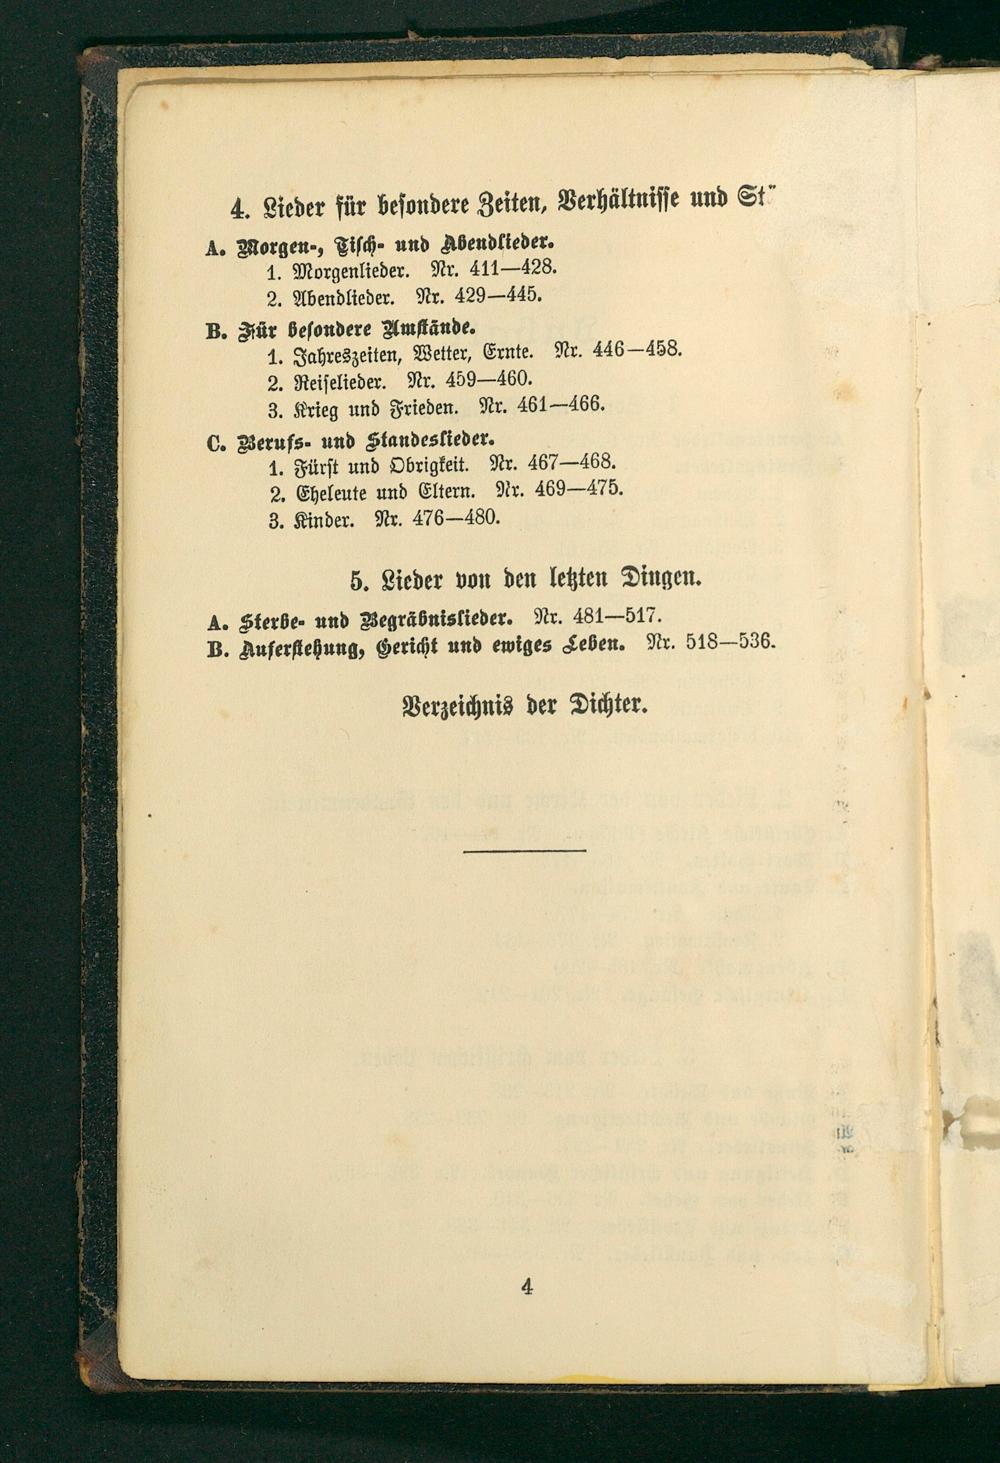 4. Lieder für besondere Zeiten, Verhältnisse und
A. Morgen-, Tisch- und Abendlieder.
1. Morgenlieder. Nr. 411—428.
2. Abendlieder. Nr. 429—445.
B. Für besondere Umstände.
1. Jahreszeiten, Wetter, Ernte. Nr. 446—458.
2. Reiselieder. Nr. 459—460.
3. Krieg und Frieden. Nr. 461—466.
C. Berufs- und Standeslieder.
1. Fürst und Obrigkeit. Nr. 467—468.
2. Eheleute und Eltern. Nr. 469—475.
3. Kinder. Nr. 476—480.
5. Lieder von den letzten Dingen.
A. Sterbe- und Begräbnislieder. Nr. 481—517.
B. Auferstehung, Gericht und ewiges Leben. Nr. 518—536.
Verzeichnis der Dichter.
4